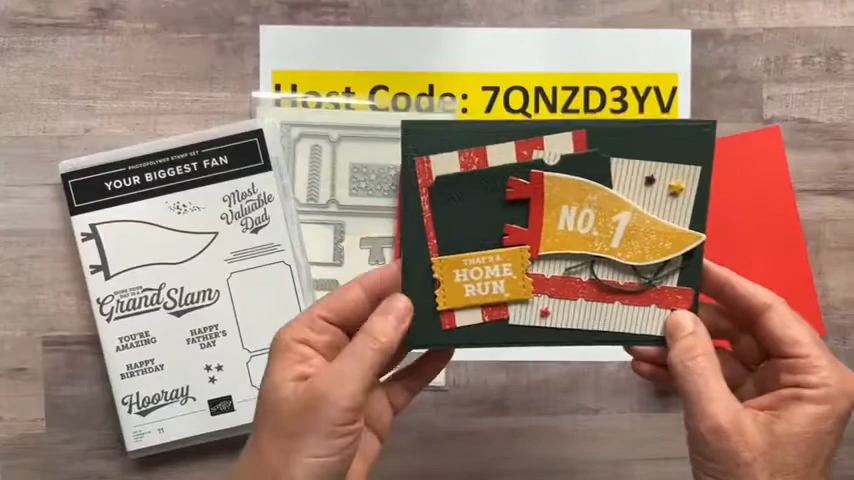 Host Code: 7QNZD3YV
PHOTOPOLYMER STAMP SET
YOUR BIGGEST FAN
Most
Valuable
Dad
Grand Slam
YOU'RE
AMAZING
HAPPY
FATHER'S
DAY
HAPPY
BIRTHDAY
Hooray
NO. 1
THAT'S A
HOME
RUN